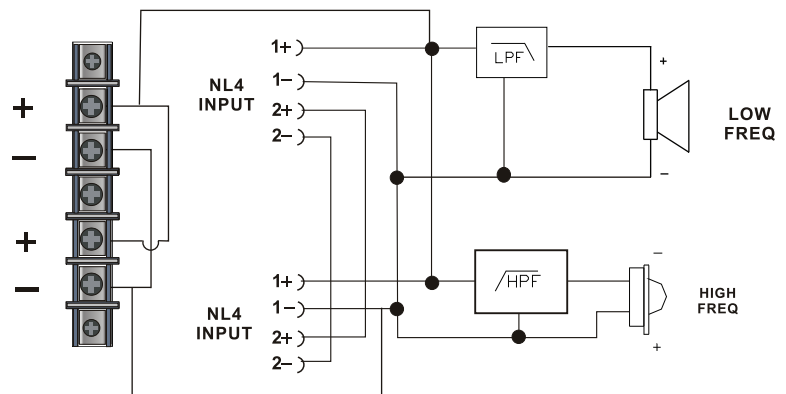 1+
1−
NL4
INPUT
2+
2−
+
−
+
−
LPF
+
−
LOW
FREQ
1+
1−
NL4
INPUT
2+
2−
HPF
−
+
HIGH
FREQ